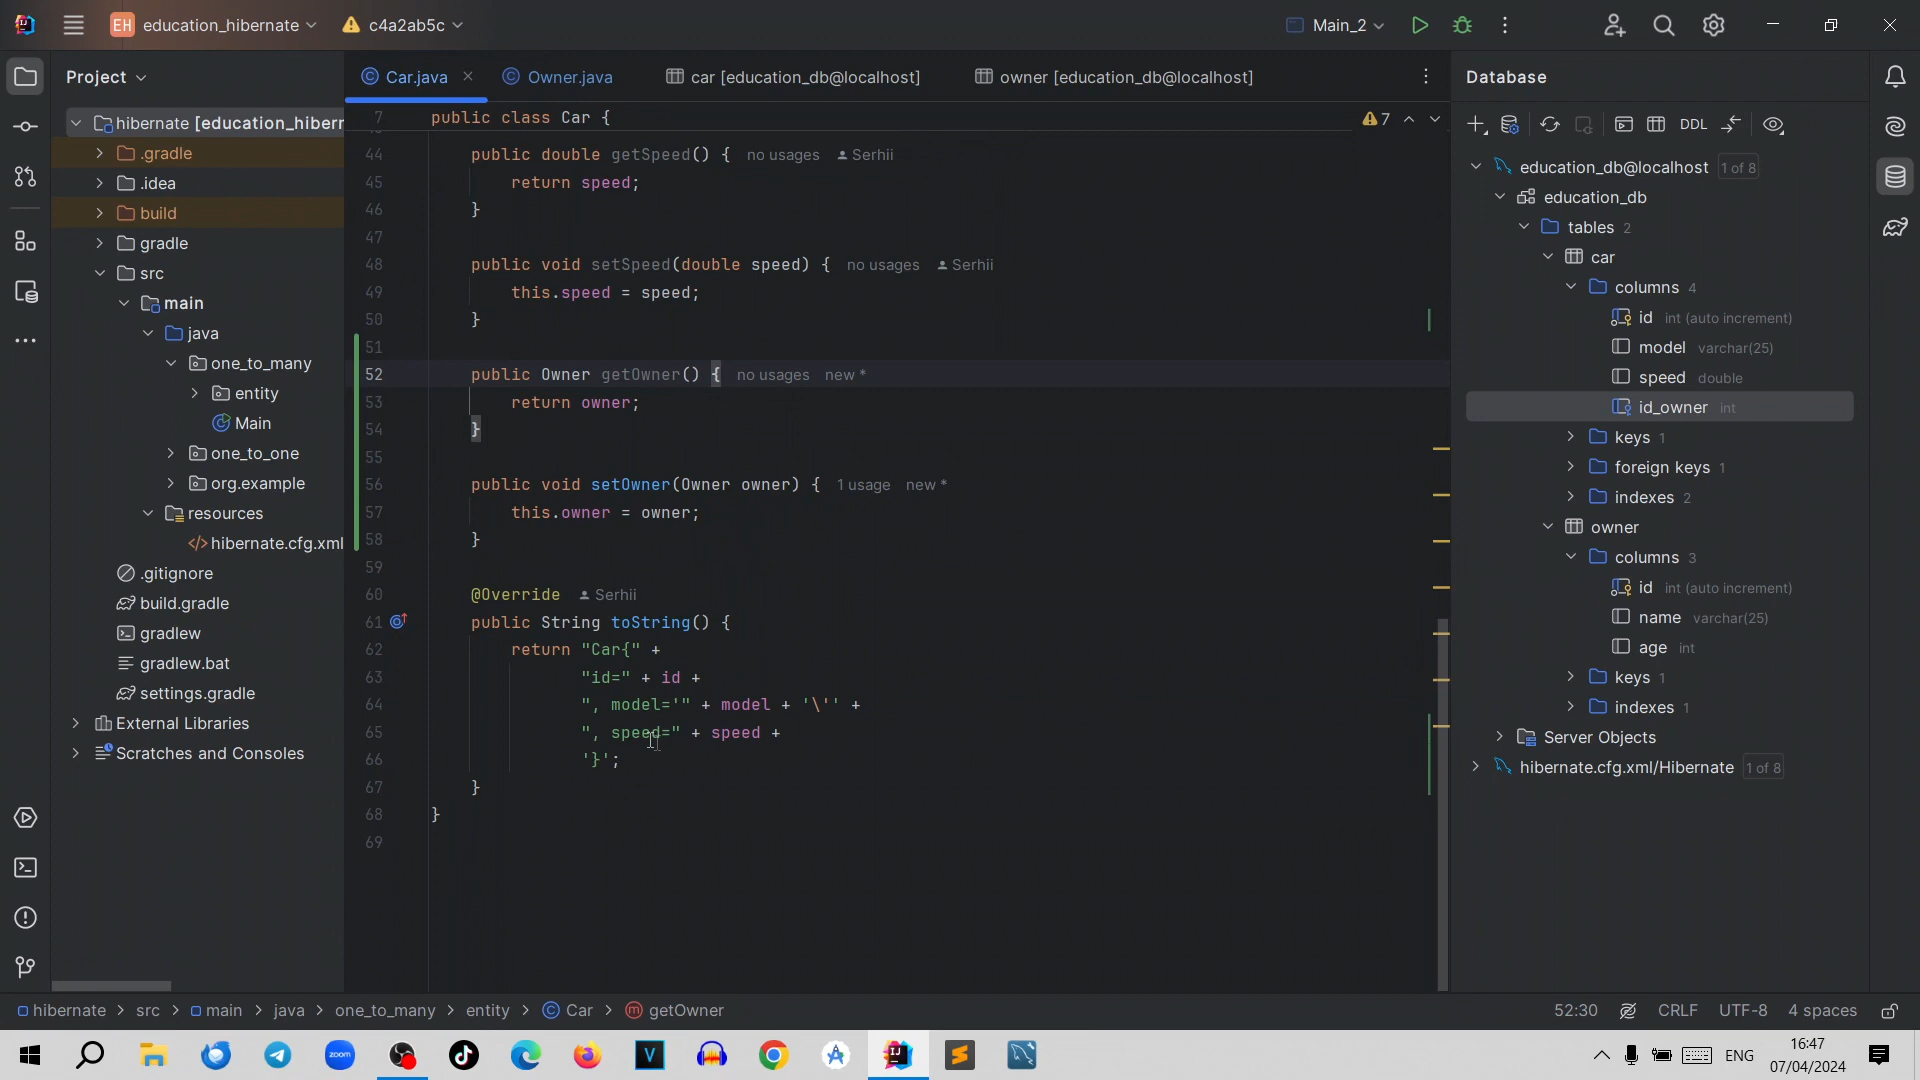 EH education_hibernate c4a2ab5c Main_2
Project
Car.java Owner.java car [education_db@localhost] owner [education_db@localhost]
Database
hibernate [education_hibern
.gradle
.idea
build
gradle
src
main
java
one_to_many
entity
Main
one_to_one
org.example
resources
hibernate.cfg.xml
.gitignore
build.gradle
gradlew
gradlew.bat
settings.gradle
External Libraries
Scratches and Consoles
7 public class Car { 7
44 public double getSpeed() { no usages Serhii
45 return speed;
46 }
47
48 public void setSpeed(double speed) { no usages Serhii
49 this.speed = speed;
50 }
51
52 public Owner getOwner() { no usages new *
53 return owner;
54 }
55
56 public void setOwner(Owner owner) { 1 usage new *
57 this.owner = owner;
58 }
59
60 @Override Serhii
61 public String toString() {
62 return "Car{" +
63 "id=" + id +
64 ", model='" + model + '\'' +
65 ", speed=" + speed +
66 '}';
67 }
68 }
69
DDL
education_db@localhost 1 of 8
education_db
tables 2
car
columns 4
id int (auto increment)
model varchar(25)
speed double
id_owner int
keys 1
foreign keys 1
indexes 2
owner
columns 3
id int (auto increment)
name varchar(25)
age int
keys 1
indexes 1
Server Objects
hibernate.cfg.xml/Hibernate 1 of 8
hibernate > src > main > java > one_to_many > entity > Car > getOwner
52:30 CRLF UTF-8 4 spaces
zoom
ENG
16:47
07/04/2024